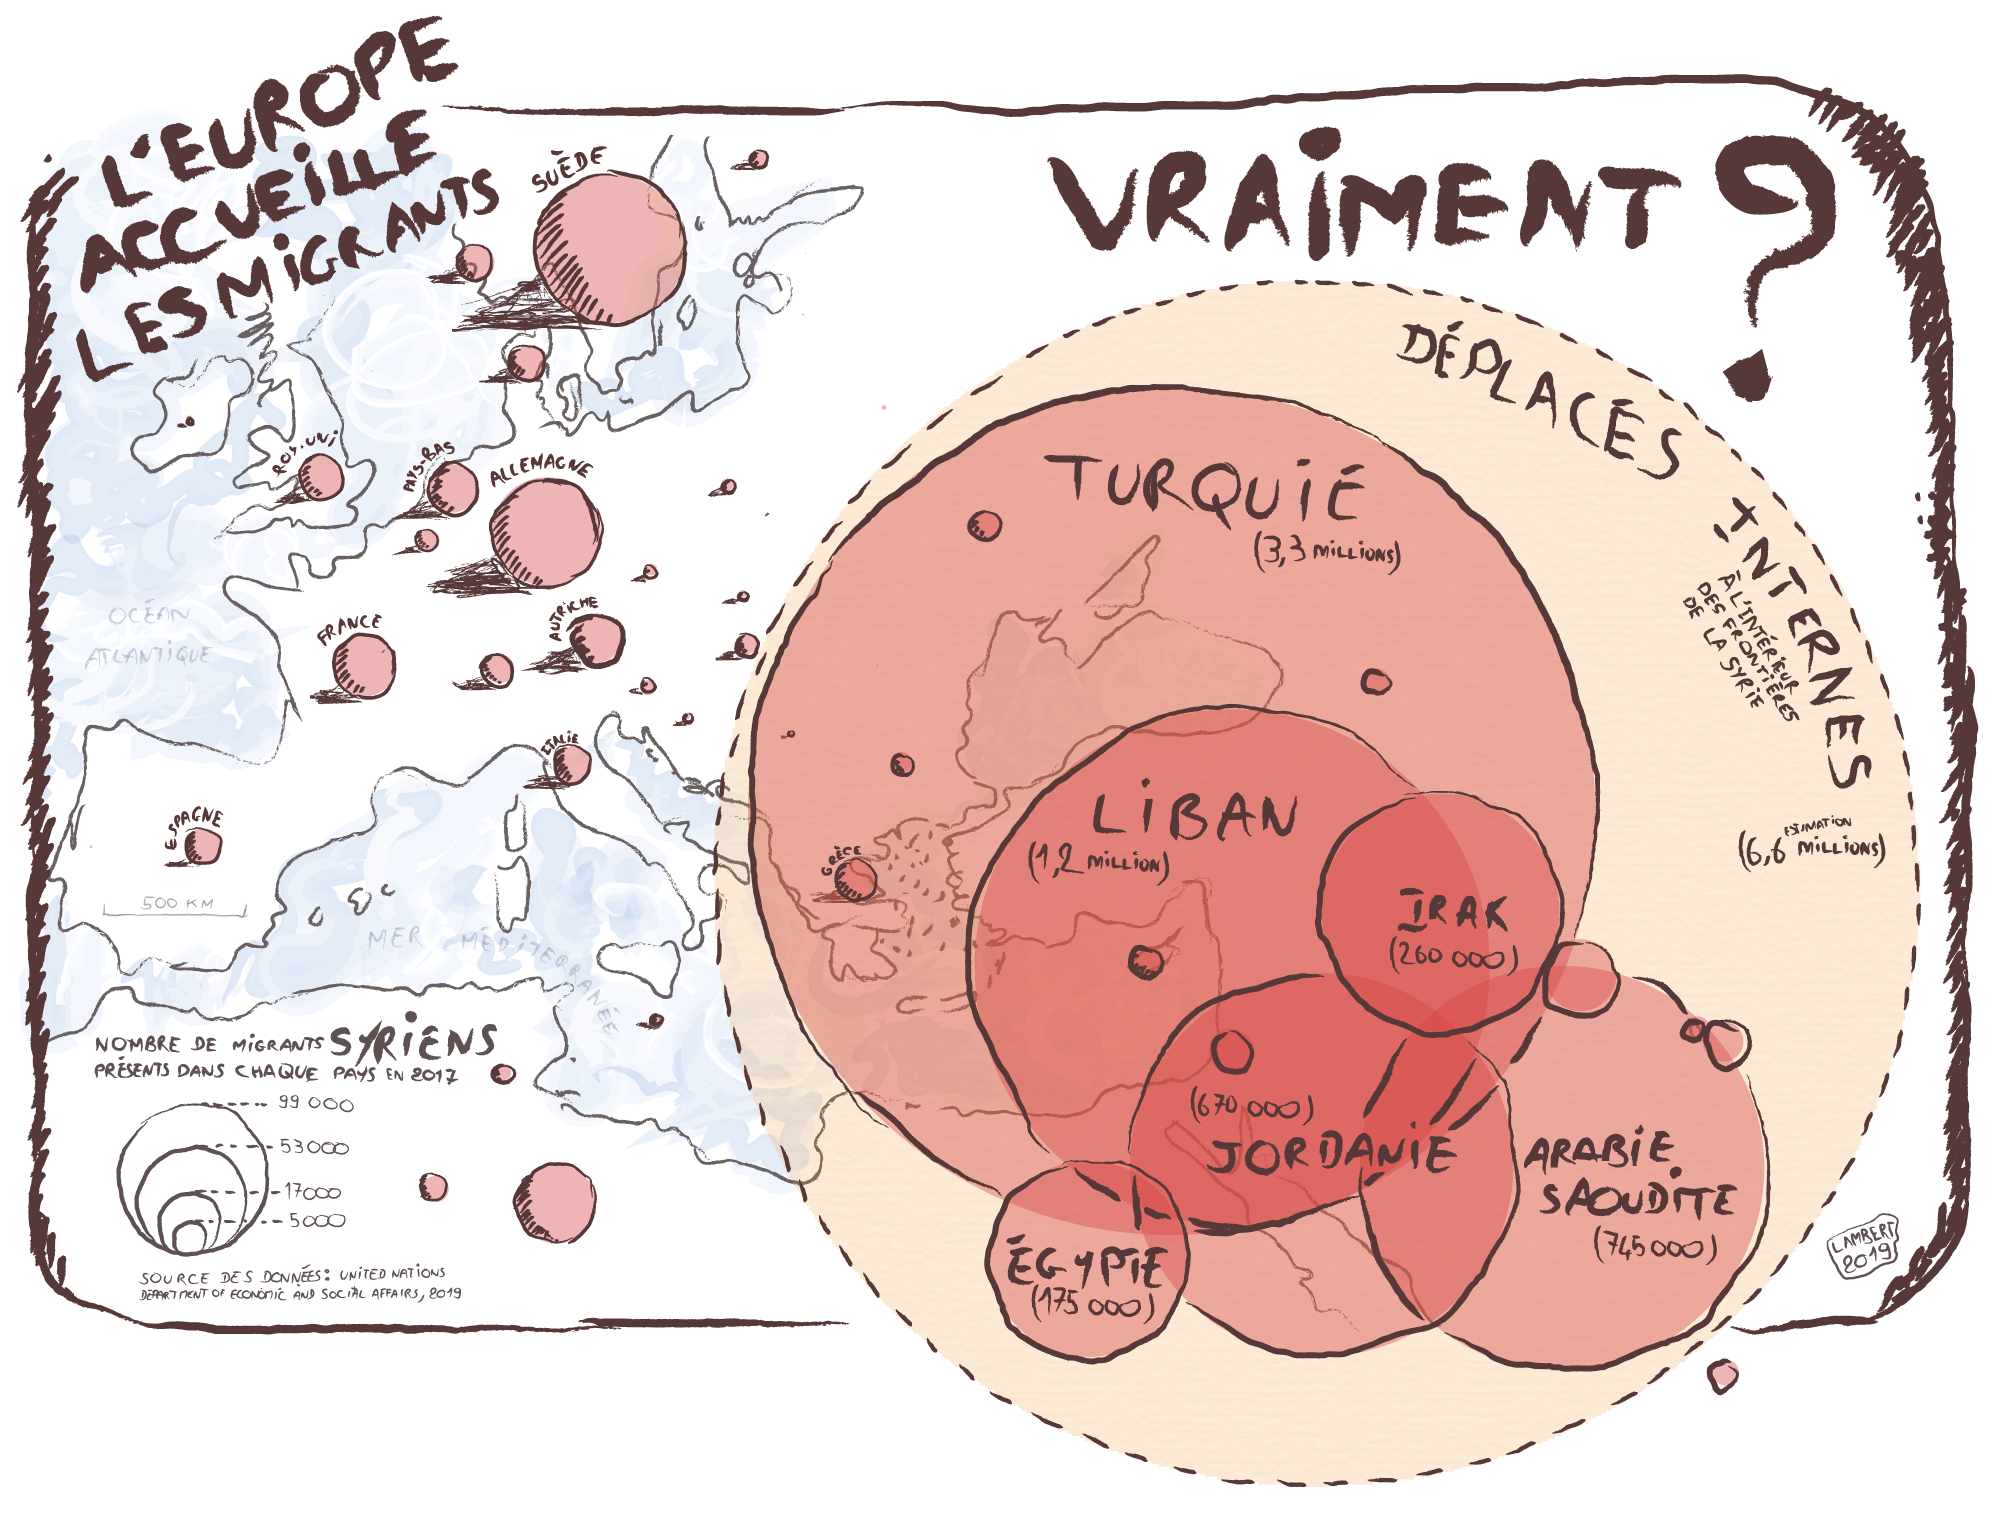 L'EUROPE
ACCUEILLE
LES MIGRANTS
VRAIMENT ?
SUÈDE
ROY.-UNI
PAYS-BAS
ALLEMAGNE
FRANCE
AUTRICHE
ITALIE
ESPAGNE
GRÈCE
OCÉAN
ATLANTIQUE
500 KM
MER MÉDITERRANÉE
DÉPLACÉS INTERNES
À L'INTÉRIEUR
DES FRONTIÈRES
DE LA SYRIE
ESTIMATION
(6,6 MILLIONS)
TURQUIÉ
(3,3 MILLIONS)
LIBAN
(1,2 MILLION)
IRAK
(260 000)
(670 000)
JORDANIE
ARABIE
SAOUDITE
(745 000)
ÉGYPTE
(175 000)
NOMBRE DE MIGRANTS SYRIENS
PRÉSENTS DANS CHAQUE PAYS EN 2017
99 000
53 000
17 000
5 000
SOURCE DES DONNÉES: UNITED NATIONS
DEPARTMENT OF ECONOMIC AND SOCIAL AFFAIRS, 2019
LAMBERT
2019